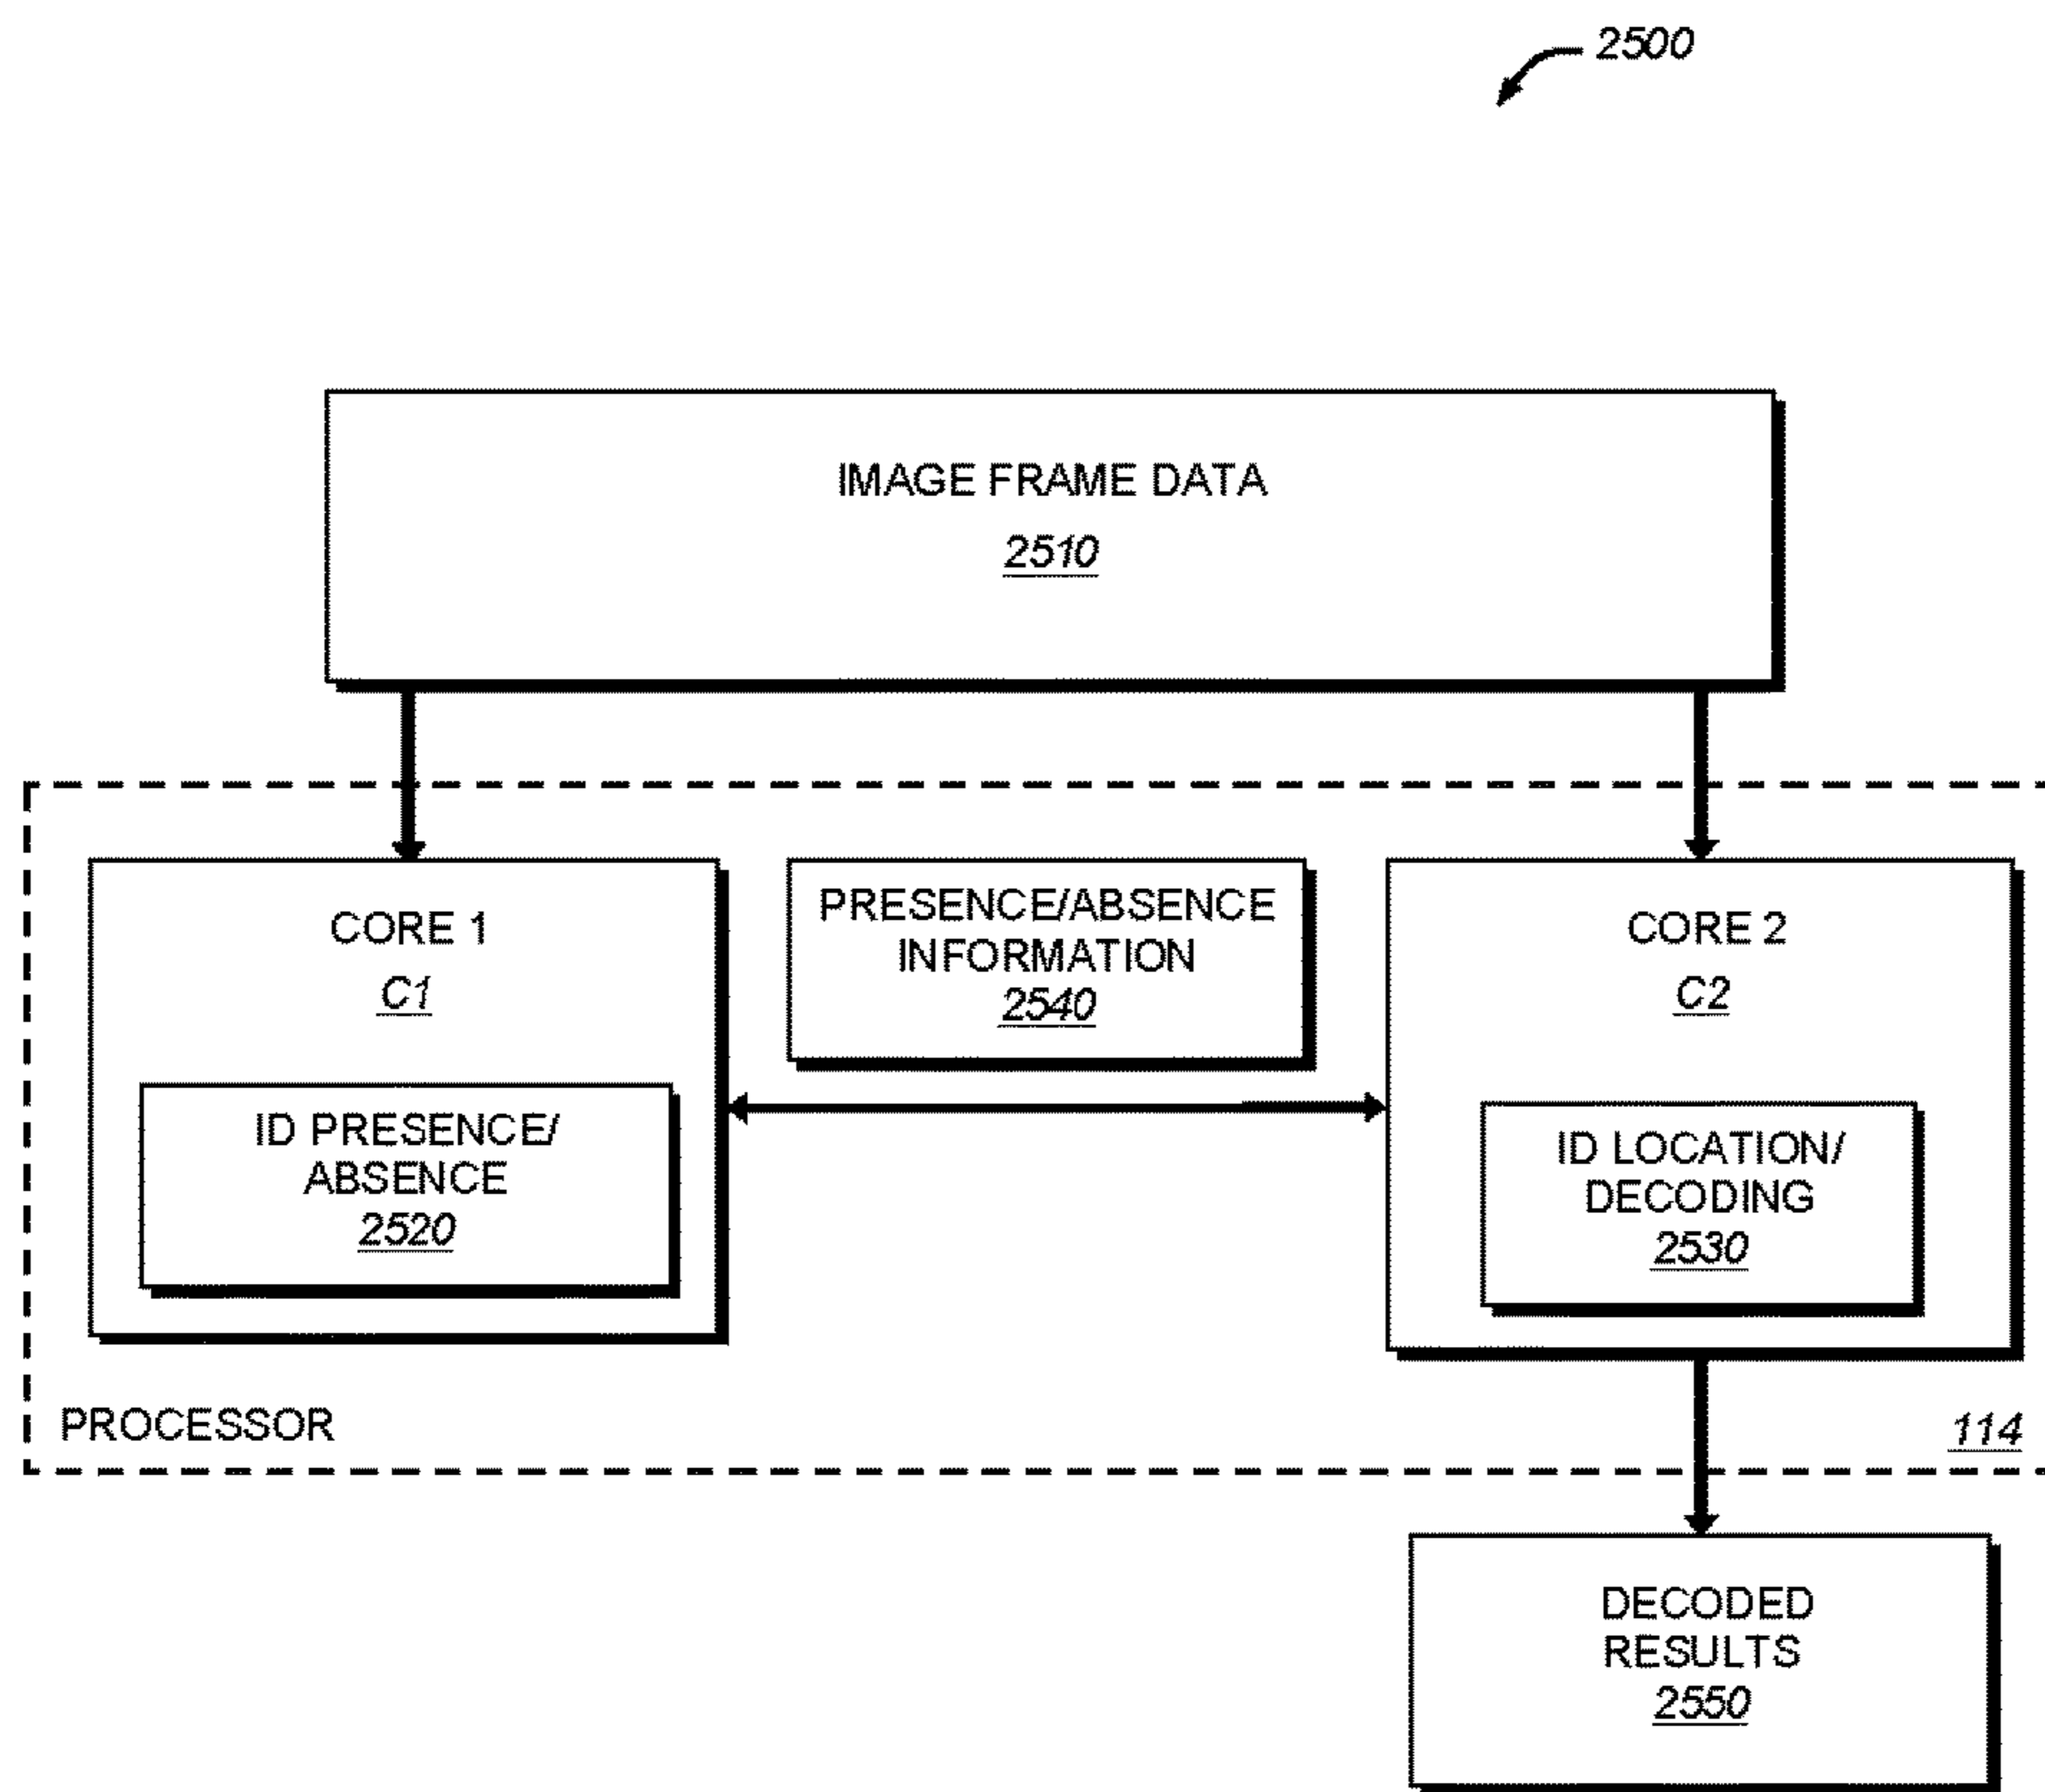 2500
IMAGE FRAME DATA
2510
CORE 1
C1
ID PRESENCE/
ABSENCE
2520
PRESENCE/ABSENCE
INFORMATION
2540
CORE 2
C2
ID LOCATION/
DECODING
2530
PROCESSOR
114
DECODED
RESULTS
2550